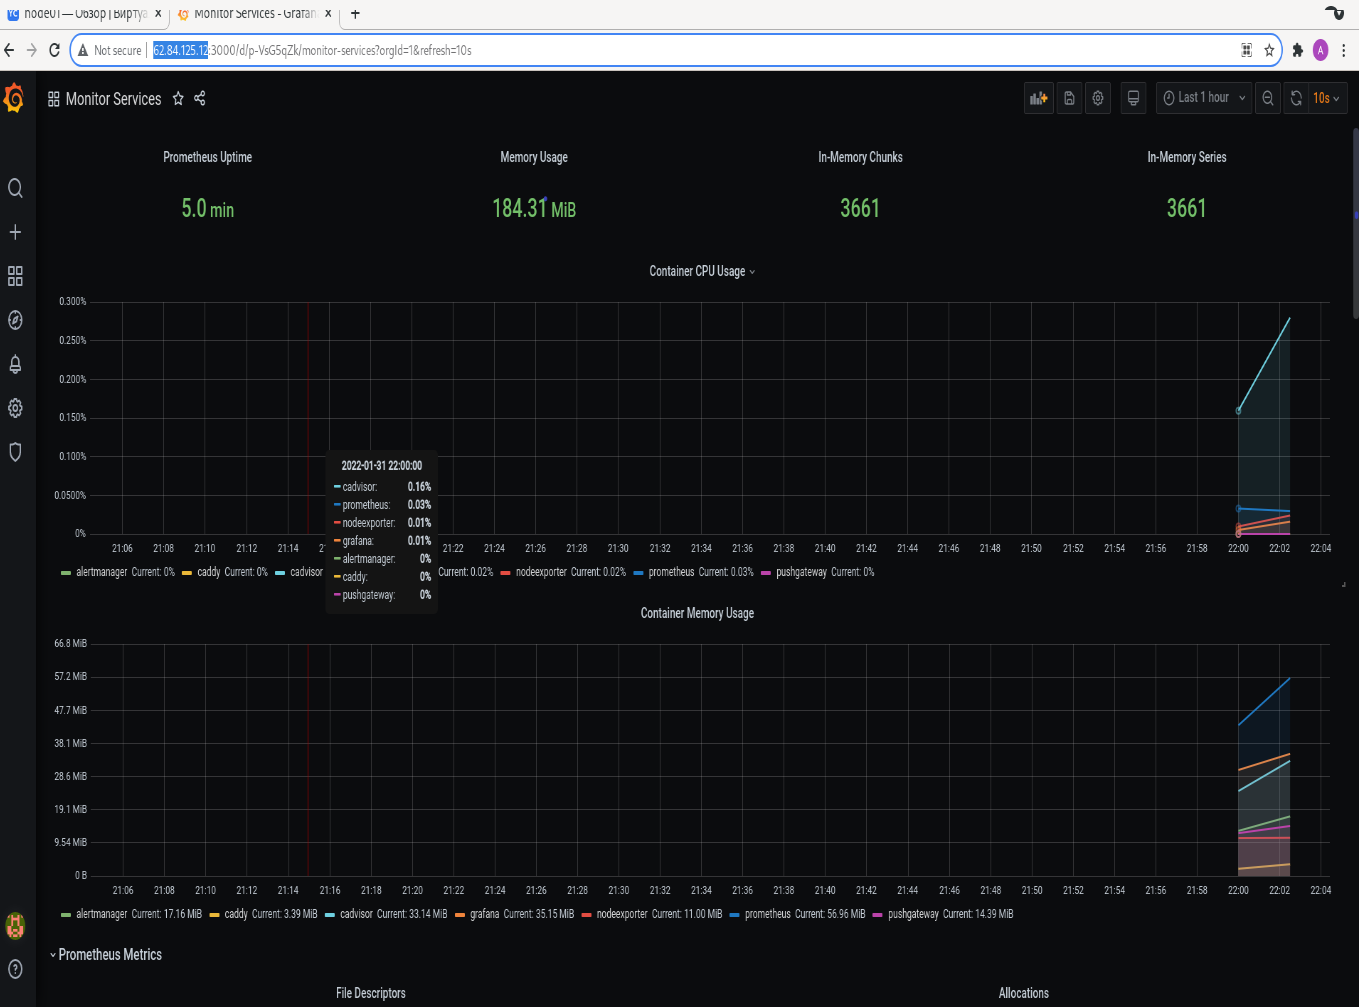 node01 — Обзор | Вирту x Monitor Services - Grafan x +
Not secure | 62.84.125.12:3000/d/p-VsG5qZk/monitor-services?orgId=1&refresh=10s A
Monitor Services Last 1 hour 10s
Prometheus Uptime Memory Usage In-Memory Chunks In-Memory Series
5.0 min 184.31 MiB 3661 3661
Container CPU Usage
0.300%
0.250%
0.200%
0.150%
0.100%
0.0500%
0%
21:06 21:08 21:10 21:12 21:14 21:22 21:24 21:26 21:28 21:30 21:32 21:34 21:36 21:38 21:40 21:42 21:44 21:46 21:48 21:50 21:52 21:54 21:56 21:58 22:00 22:02 22:04
alertmanager Current: 0% caddy Current: 0% cadvisor Current: 0.02% nodeexporter Current: 0.02% prometheus Current: 0.03% pushgateway Current: 0%
2022-01-31 22:00:00
cadvisor: 0.16%
prometheus: 0.03%
nodeexporter: 0.01%
grafana: 0.01%
alertmanager: 0%
caddy: 0%
pushgateway: 0%
Container Memory Usage
66.8 MiB
57.2 MiB
47.7 MiB
38.1 MiB
28.6 MiB
19.1 MiB
9.54 MiB
0 B
21:06 21:08 21:10 21:12 21:14 21:16 21:18 21:20 21:22 21:24 21:26 21:28 21:30 21:32 21:34 21:36 21:38 21:40 21:42 21:44 21:46 21:48 21:50 21:52 21:54 21:56 21:58 22:00 22:02 22:04
alertmanager Current: 17.16 MiB caddy Current: 3.39 MiB cadvisor Current: 33.14 MiB grafana Current: 35.15 MiB nodeexporter Current: 11.00 MiB prometheus Current: 56.96 MiB pushgateway Current: 14.39 MiB
Prometheus Metrics
File Descriptors Allocations